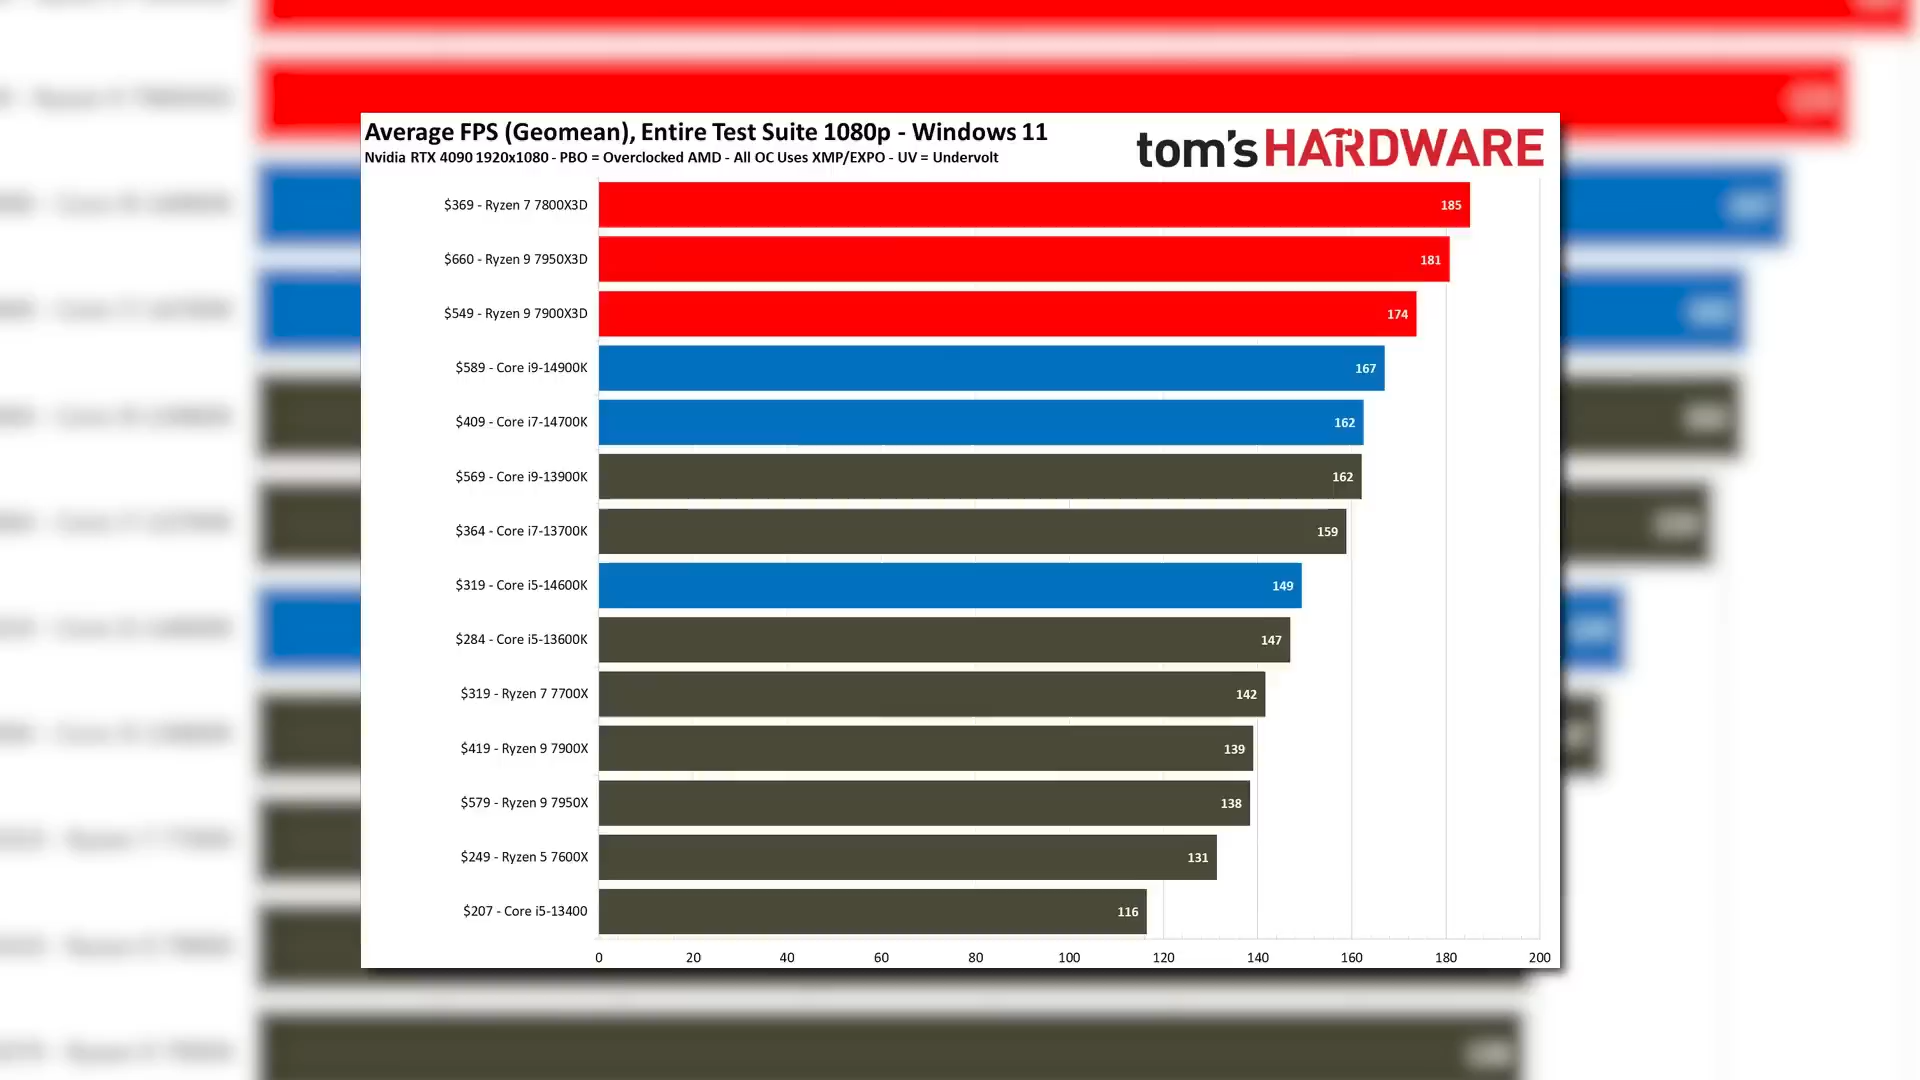 Average FPS (Geomean), Entire Test Suite 1080p - Windows 11
Nvidia RTX 4090 1920x1080 - PBO = Overclocked AMD - All OC Uses XMP/EXPO - UV = Undervolt
tom's HARDWARE
$369 - Ryzen 7 7800X3D 185
$660 - Ryzen 9 7950X3D 181
$549 - Ryzen 9 7900X3D 174
$589 - Core i9-14900K 167
$409 - Core i7-14700K 162
$569 - Core i9-13900K 162
$364 - Core i7-13700K 159
$319 - Core i5-14600K 149
$284 - Core i5-13600K 147
$319 - Ryzen 7 7700X 142
$419 - Ryzen 9 7900X 139
$579 - Ryzen 9 7950X 138
$249 - Ryzen 5 7600X 131
$207 - Core i5-13400 116
0 20 40 60 80 100 120 140 160 180 200